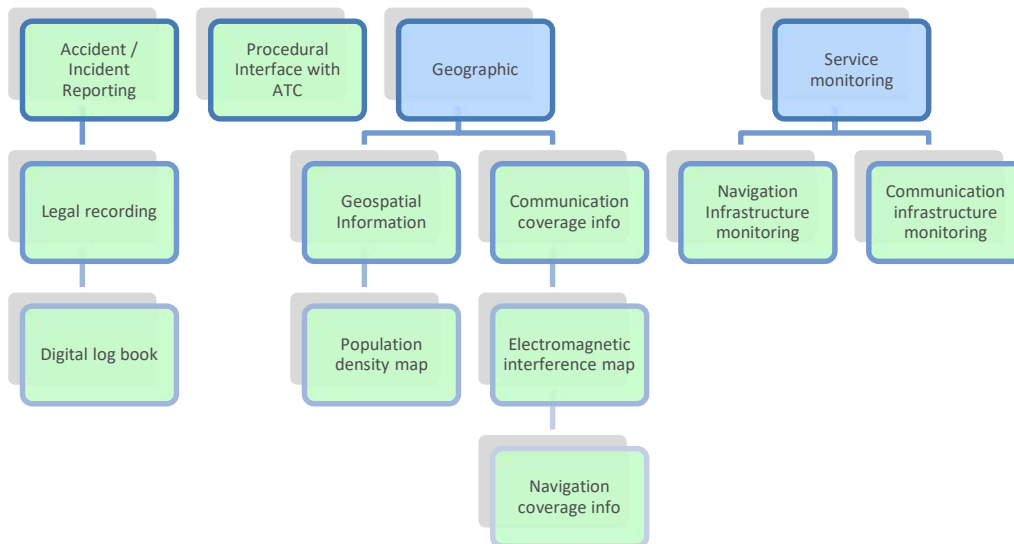 Accident /
Incident
Reporting
Procedural
Interface with
ATC
Geographic
Service
monitoring
Legal recording
Geospatial
Information
Communication
coverage info
Navigation
Infrastructure
monitoring
Communication
infrastructure
monitoring
Digital log book
Population
density map
Electromagnetic
interference map
Navigation
coverage info